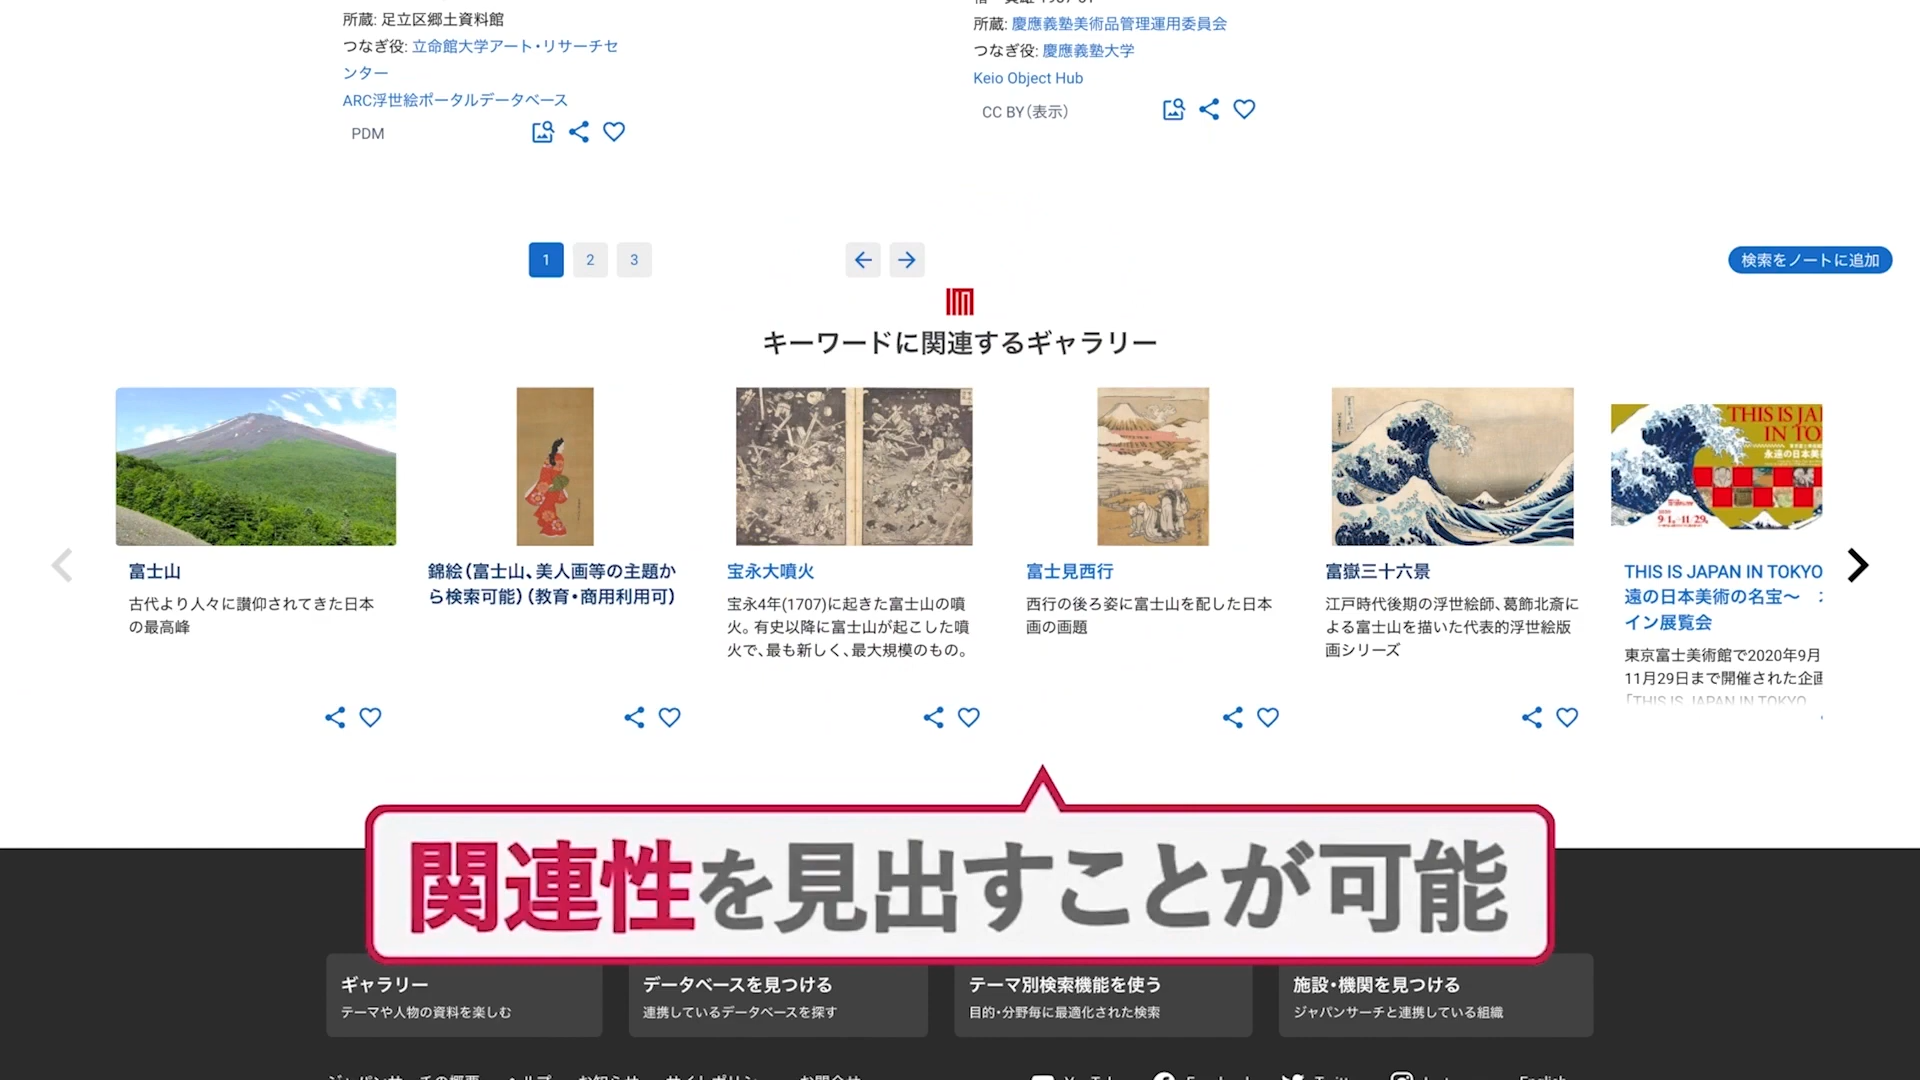 所蔵: 足立区郷土資料館
つなぎ役: 立命館大学アート・リサーチセ
ンター
ARC浮世絵ポータルデータベース
PDM
所蔵: 慶應義塾美術品管理運用委員会
つなぎ役: 慶應義塾大学
Keio Object Hub
CC BY(表示)
1 2 3
検索をノートに追加
キーワードに関連するギャラリー
富士山
古代より人々に讃仰されてきた日本
の最高峰
錦絵(富士山、美人画等の主題か
ら検索可能)(教育・商用利用可)
宝永大噴火
宝永4年(1707)に起きた富士山の噴
火。有史以降に富士山が起こした噴
火で、最も新しく、最大規模のもの。
富士見西行
西行の後ろ姿に富士山を配した日本
画の画題
富嶽三十六景
江戸時代後期の浮世絵師、葛飾北斎に
よる富士山を描いた代表的浮世絵版
画シリーズ
THIS IS JA
IN TO
永遠の日本美
THIS IS JAPAN IN TOKYO
遠の日本美術の名宝〜
イン展覧会
東京富士美術館で2020年9月
11月29日まで開催された企画
「THIS IS JAPAN IN TOKYO
関連性を見出すことが可能
ギャラリー
テーマや人物の資料を楽しむ
データベースを見つける
連携しているデータベースを探す
テーマ別検索機能を使う
目的・分野毎に最適化された検索
施設・機関を見つける
ジャパンサーチと連携している組織